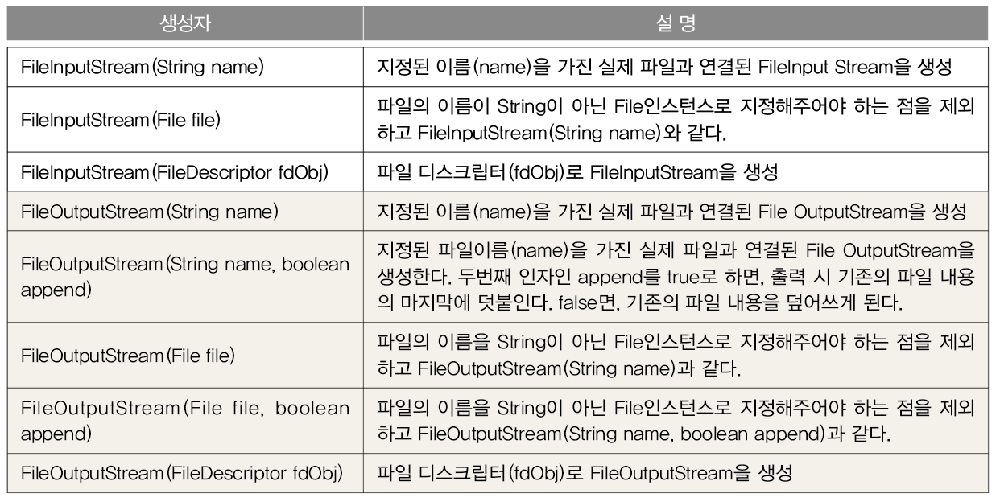 생성자
설 명
FileInputStream(String name)
지정된 이름(name)을 가진 실제 파일과 연결된 FileInput Stream을 생성
FileInputStream(File file)
파일의 이름이 String이 아닌 File인스턴스로 지정해주어야 하는 점을 제외
하고 FileInputStream(String name)와 같다.
FileInputStream(FileDescriptor fdObj)
파일 디스크립터(fdObj)로 FileInputStream을 생성
FileOutputStream(String name)
지정된 이름(name)을 가진 실제 파일과 연결된 File OutputStream을 생성
FileOutputStream(String name, boolean
append)
지정된 파일이름(name)을 가진 실제 파일과 연결된 File OutputStream을
생성한다. 두번째 인자인 append를 true로 하면, 출력 시 기존의 파일 내용
의 마지막에 덧붙인다. false면, 기존의 파일 내용을 덮어쓰게 된다.
FileOutputStream(File file)
파일의 이름을 String이 아닌 File인스턴스로 지정해주어야 하는 점을 제외
하고 FileOutputStream(String name)과 같다.
FileOutputStream(File file, boolean
append)
파일의 이름을 String이 아닌 File인스턴스로 지정해주어야 하는 점을 제외
하고 FileOutputStream(String name, boolean append)과 같다.
FileOutputStream(FileDescriptor fdObj)
파일 디스크립터(fdObj)로 FileOutputStream을 생성